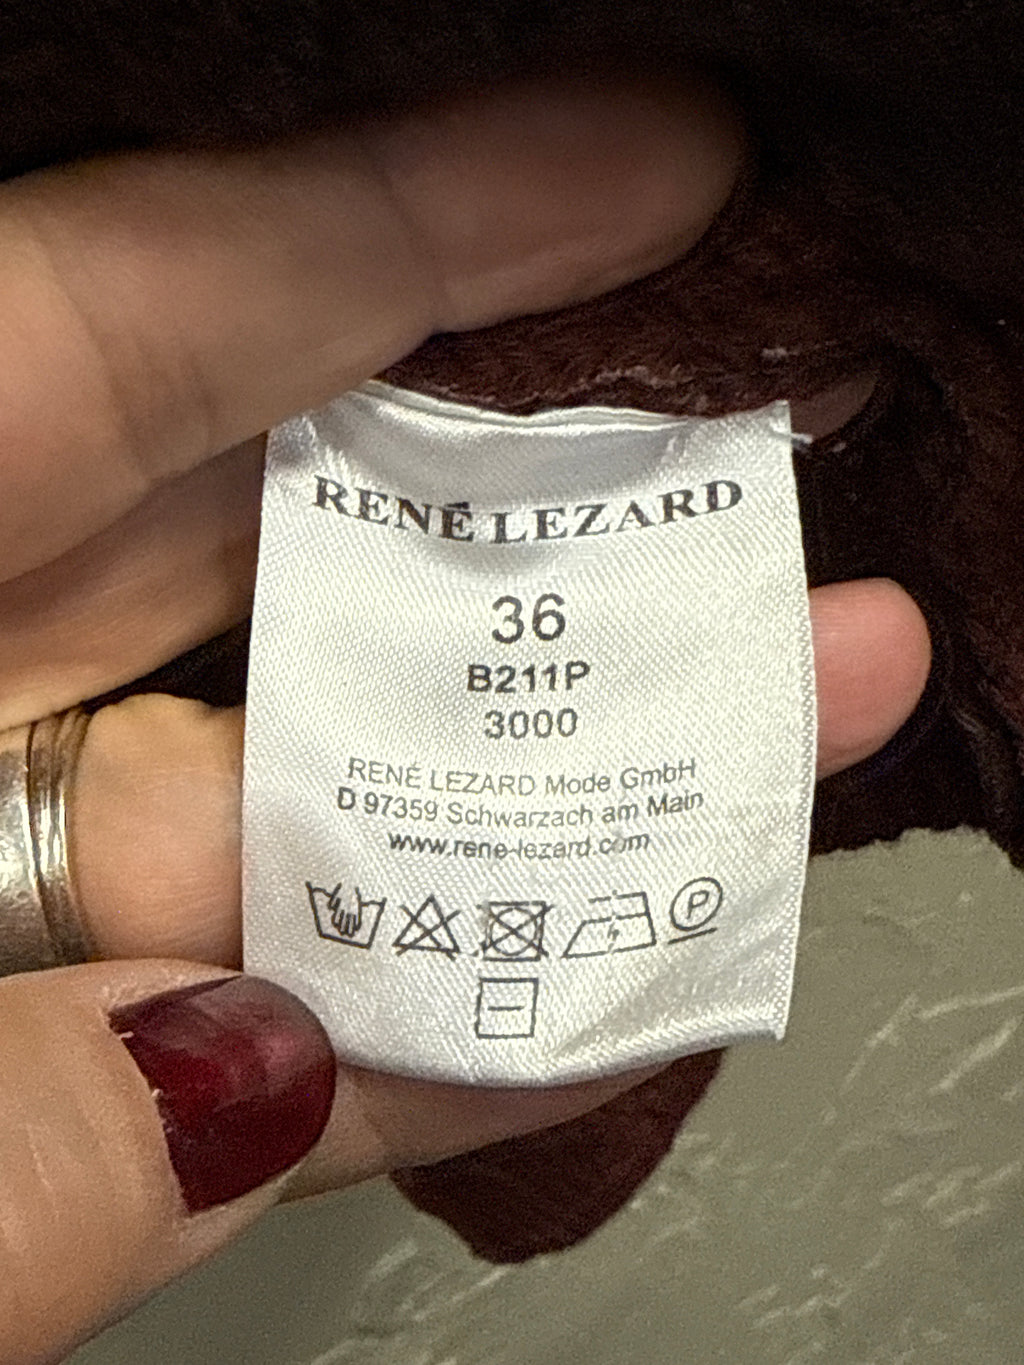 RENÉ LEZARD
36
B211P
3000
RENÉ LEZARD Mode GmbH
D 97359 Schwarzach am Main
www.rene-lezard.com
P